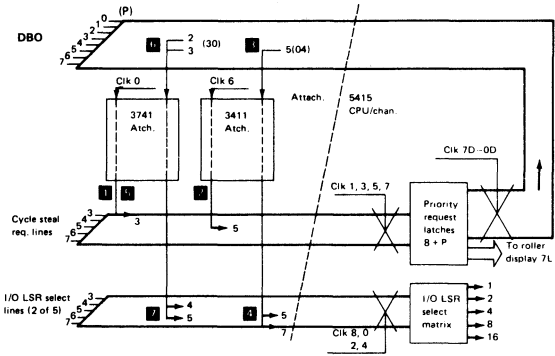 (P)
DBO
0
1
2
3
4
5
6
7
6
2
3
(30)
3
5(04)
Clk 0
Clk 6
Attach.
5415
CPU/chan.
3741
Atch.
3411
Atch.
Clk 7D–0D
1
5
2
Clk 1, 3, 5, 7
Priority
request
latches
8 + P
Cycle steal
req. lines
3
4
5
6
7
3
5
To roller
display 7L
I/O LSR select
lines (2 of 5)
3
4
5
6
7
7
4
5
4
5
7
Clk 8, 0
2, 4
I/O LSR
select
matrix
1
2
4
8
16